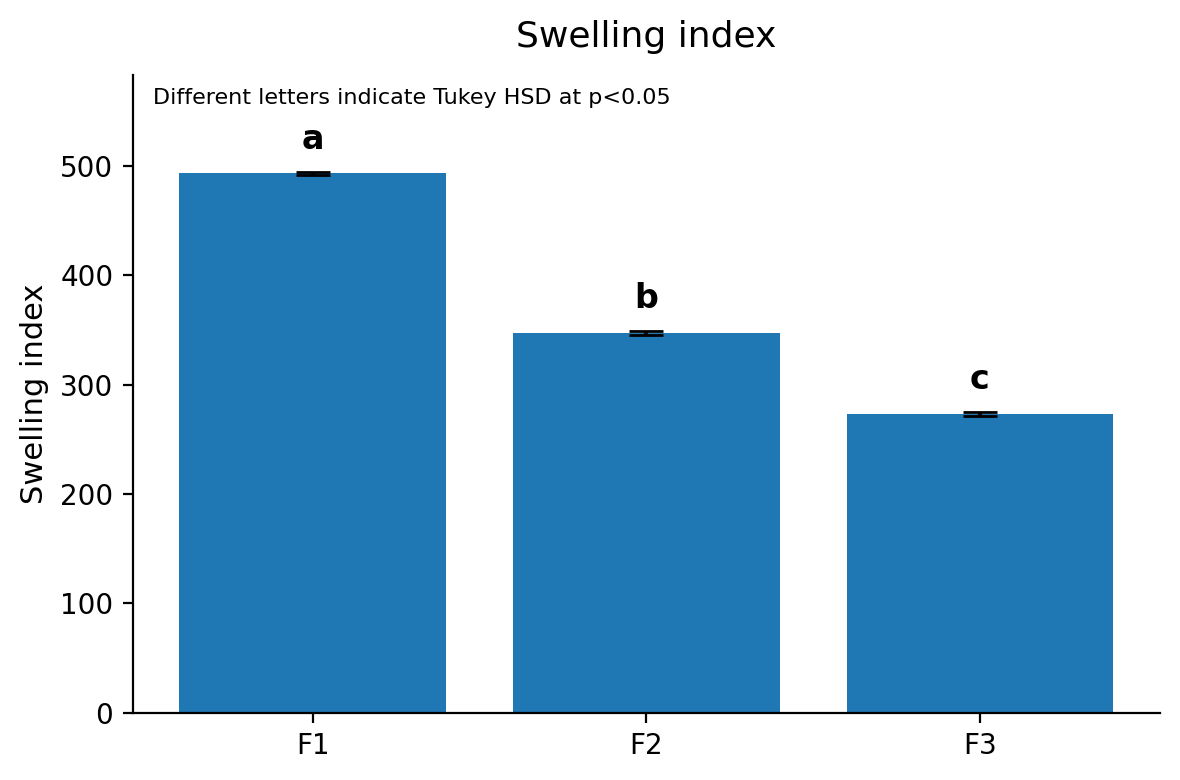 Swelling index
Different letters indicate Tukey HSD at p<0.05
a
b
c
Swelling index
500
400
300
200
100
0
F1 F2 F3